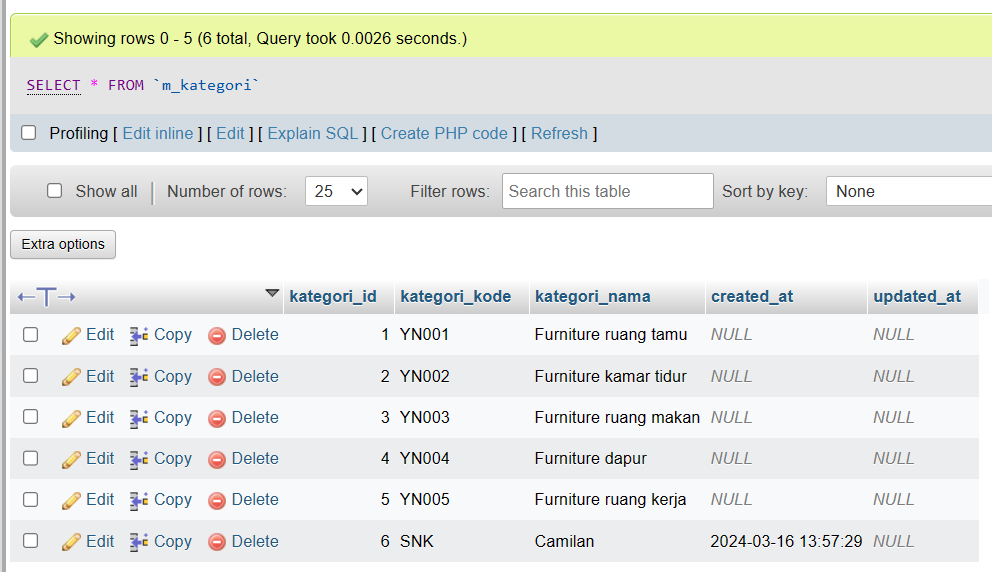 Showing rows 0 - 5 (6 total, Query took 0.0026 seconds.)
SELECT * FROM `m_kategori`
Profiling [ Edit inline ] [ Edit ] [ Explain SQL ] [ Create PHP code ] [ Refresh ]
Show all Number of rows: 25 Filter rows: Search this table Sort by key: None
Extra options
kategori_id kategori_kode kategori_nama created_at updated_at
Edit Copy Delete 1 YN001 Furniture ruang tamu NULL NULL
Edit Copy Delete 2 YN002 Furniture kamar tidur NULL NULL
Edit Copy Delete 3 YN003 Furniture ruang makan NULL NULL
Edit Copy Delete 4 YN004 Furniture dapur NULL NULL
Edit Copy Delete 5 YN005 Furniture ruang kerja NULL NULL
Edit Copy Delete 6 SNK Camilan 2024-03-16 13:57:29 NULL